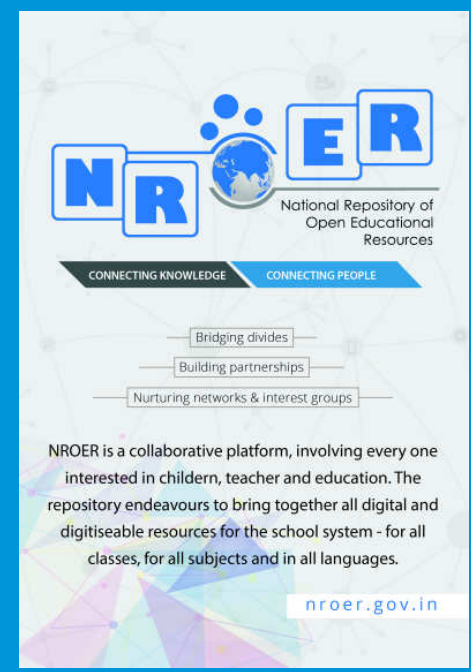 NROER
National Repository of
Open Educational
Resources
CONNECTING KNOWLEDGE CONNECTING PEOPLE
Bridging divides
Building partnerships
Nurturing networks & interest groups
NROER is a collaborative platform, involving every one
interested in childern, teacher and education. The
repository endeavours to bring together all digital and
digitiseable resources for the school system - for all
classes, for all subjects and in all languages.
nroer.gov.in